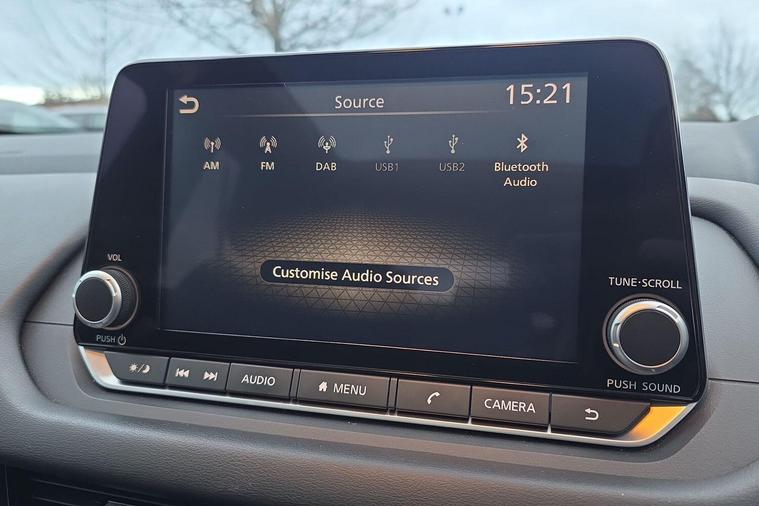 Source
15:21
AM
FM
DAB
USB1
USB2
Bluetooth
Audio
Customise Audio Sources
VOL
PUSH
TUNE·SCROLL
PUSH SOUND
AUDIO
MENU
CAMERA